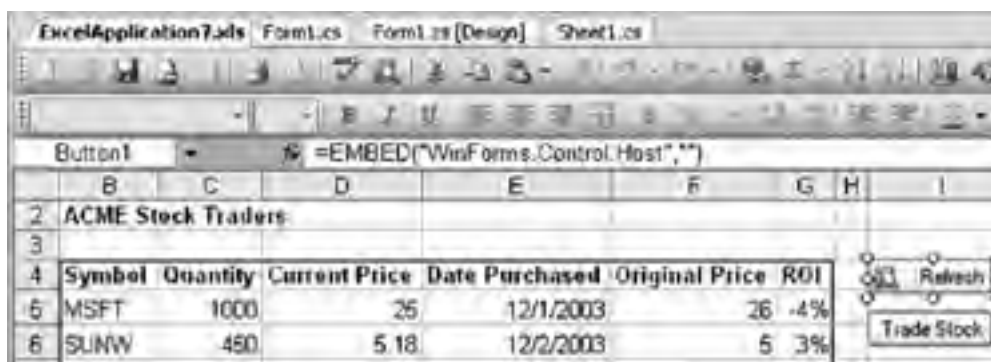 ExcelApplication7.xls Form1.cs Form1.cs [Design] Sheet1.cs
B I U
Button1 =EMBED("WinForms.Control.Host","")
B C D E F G H I
2 ACME Stock Traders
3
4 Symbol Quantity Current Price Date Purchased Original Price ROI Refresh
5 MSFT 1000 25 12/1/2003 26 -4%
6 SUNW 450 5.18 12/2/2003 5 3% Trade Stock